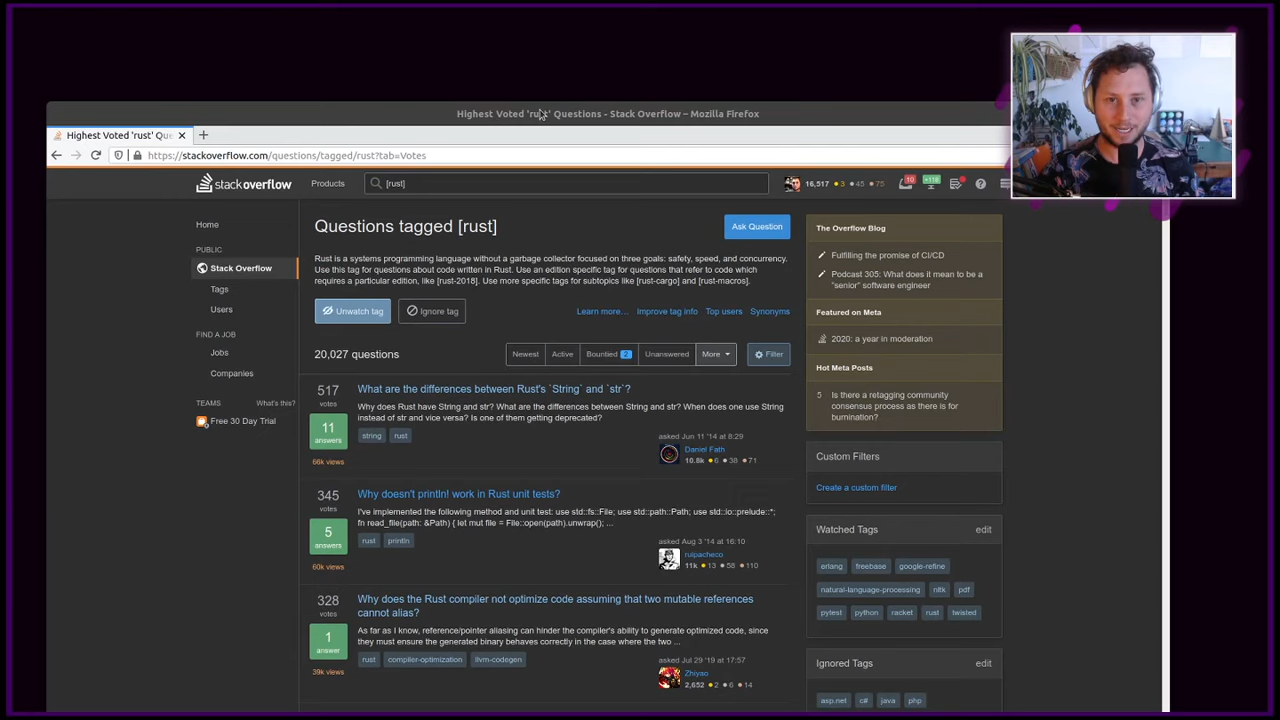 Highest Voted 'rust' Questions - Stack Overflow – Mozilla Firefox
Highest Voted 'rust' Que
https://stackoverflow.com/questions/tagged/rust?tab=Votes
stackoverflow
Products
[rust]
16,517 3 45 75
10
+118
Home
PUBLIC
Stack Overflow
Tags
Users
FIND A JOB
Jobs
Companies
TEAMS What's this?
Free 30 Day Trial
Questions tagged [rust]
Ask Question
Rust is a systems programming language without a garbage collector focused on three goals: safety, speed, and concurrency.
Use this tag for questions about code written in Rust. Use an edition specific tag for questions that refer to code which
requires a particular edition, like [rust-2018]. Use more specific tags for subtopics like [rust-cargo] and [rust-macros].
Unwatch tag
Ignore tag
Learn more… Improve tag info Top users Synonyms
20,027 questions
Newest Active Bountied 2 Unanswered More
Filter
517
votes
11
answers
66k views
What are the differences between Rust's `String` and `str`?
Why does Rust have String and str? What are the differences between String and str? When does one use String
instead of str and vice versa? Is one of them getting deprecated?
string rust
asked Jun 11 '14 at 8:29
Daniel Fath
10.8k 6 38 71
345
votes
5
answers
60k views
Why doesn't println! work in Rust unit tests?
I've implemented the following method and unit test: use std::fs::File; use std::path::Path; use std::io::prelude::*;
fn read_file(path: &Path) { let mut file = File::open(path).unwrap(); ...
rust println
asked Aug 3 '14 at 16:10
ruipacheco
11k 13 58 110
328
votes
1
answer
39k views
Why does the Rust compiler not optimize code assuming that two mutable references
cannot alias?
As far as I know, reference/pointer aliasing can hinder the compiler's ability to generate optimized code, since
they must ensure the generated binary behaves correctly in the case where the two ...
rust compiler-optimization llvm-codegen
asked Jul 29 '19 at 17:57
Zhiyao
2,652 2 6 14
The Overflow Blog
Fulfilling the promise of CI/CD
Podcast 305: What does it mean to be a
"senior" software engineer
Featured on Meta
2020: a year in moderation
Hot Meta Posts
5 Is there a retagging community
consensus process as there is for
burnination?
Custom Filters
Create a custom filter
Watched Tags edit
erlang freebase google-refine
natural-language-processing nltk pdf
pytest python racket rust twisted
Ignored Tags edit
asp.net c# java php